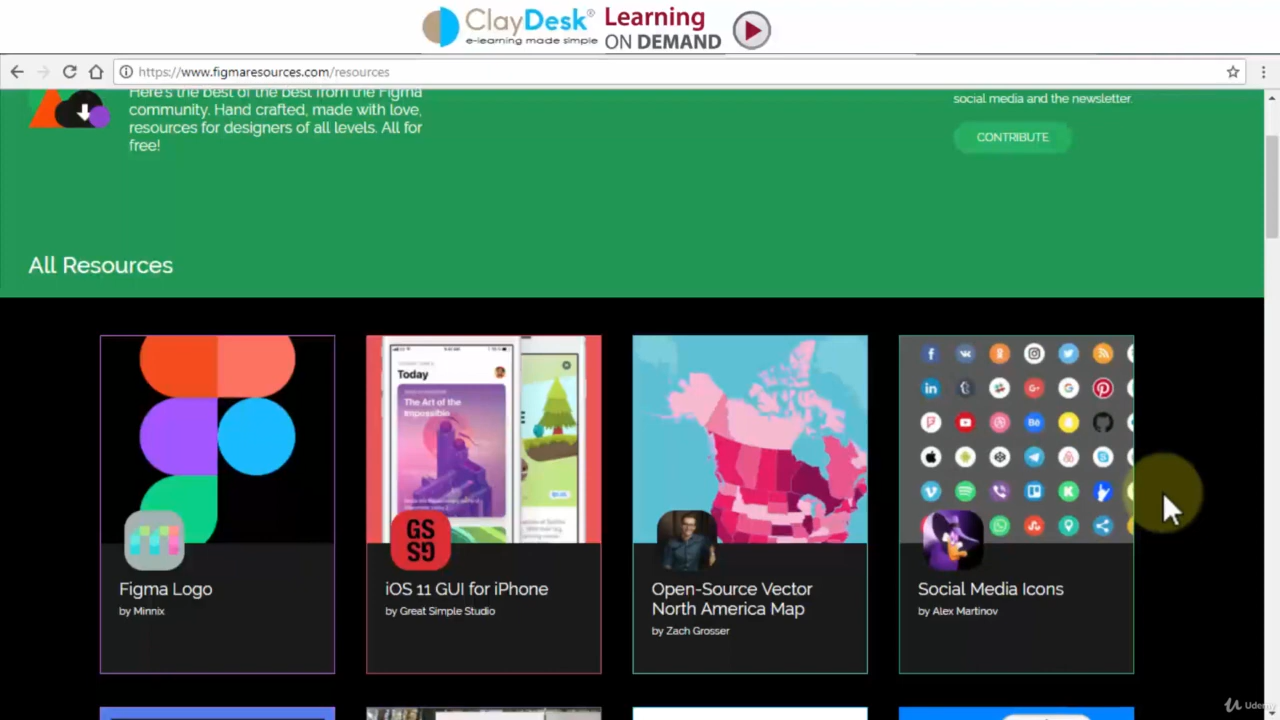 ClayDesk® Learning
e-learning made simple ON DEMAND
https://www.figmaresources.com/resources
Here's the best of the best from the Figma
community. Hand crafted, made with love,
resources for designers of all levels. All for
free!
social media and the newsletter.
CONTRIBUTE
All Resources
Today
The Art of the
Impossible
GS
SG
Figma Logo
by Minnix
iOS 11 GUI for iPhone
by Great Simple Studio
Open-Source Vector
North America Map
by Zach Grosser
Social Media Icons
by Alex Martinov
Udemy